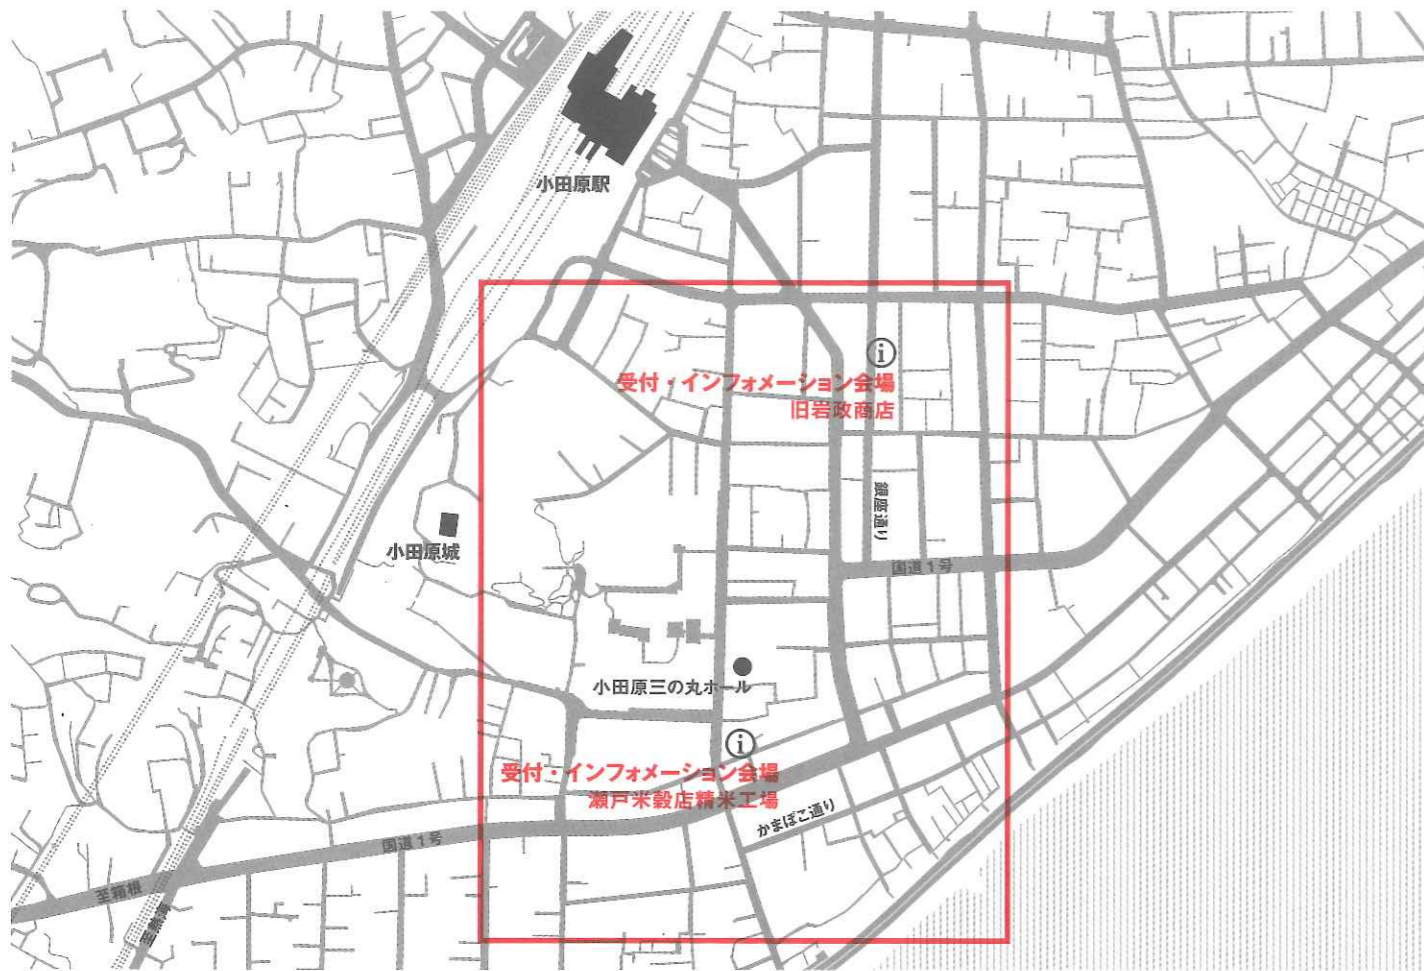 小田原駅
受付・インフォメーション会場
旧岩政商店
銀座通り
小田原城
国道1号
小田原三の丸ホール
受付・インフォメーション会場
瀬戸米穀店精米工場
かまぼこ通り
国道1号
至箱根
至熱海